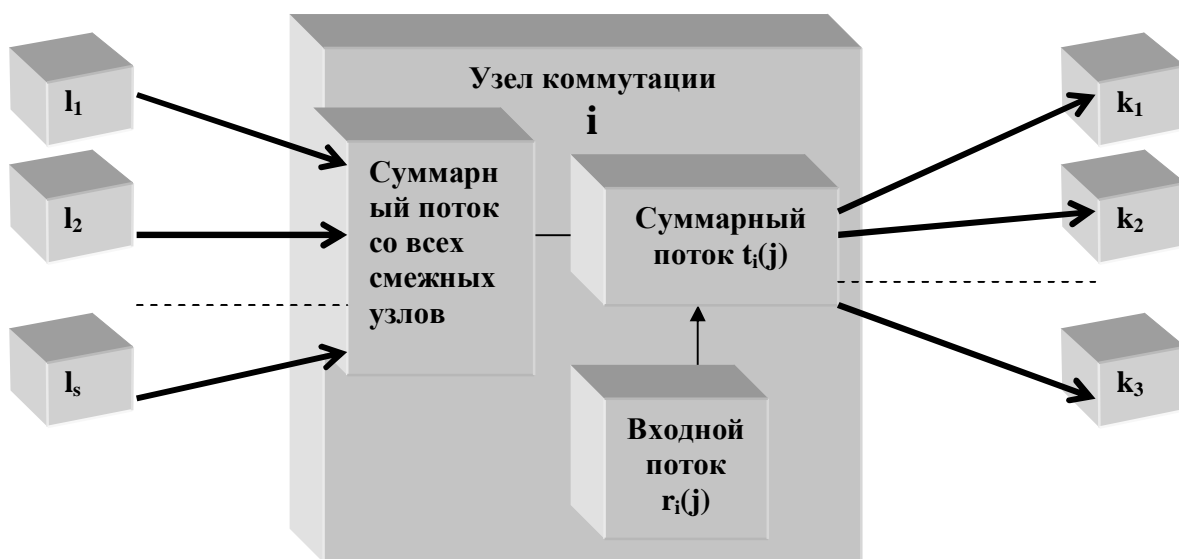 Узел коммутации
i
l₁
l₂
lₛ
Суммарн
ый поток
со всех
смежных
узлов
Суммарный
поток tᵢ(j)
Входной
поток
rᵢ(j)
k₁
k₂
k₃